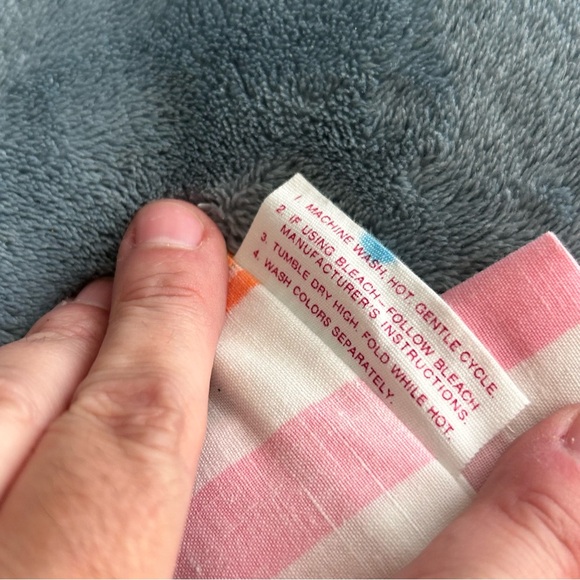 1. MACHINE WASH, HOT, GENTLE CYCLE.
2. IF USING BLEACH–FOLLOW BLEACH
MANUFACTURER'S INSTRUCTIONS.
3. TUMBLE DRY HIGH, FOLD WHILE HOT.
4. WASH COLORS SEPARATELY.